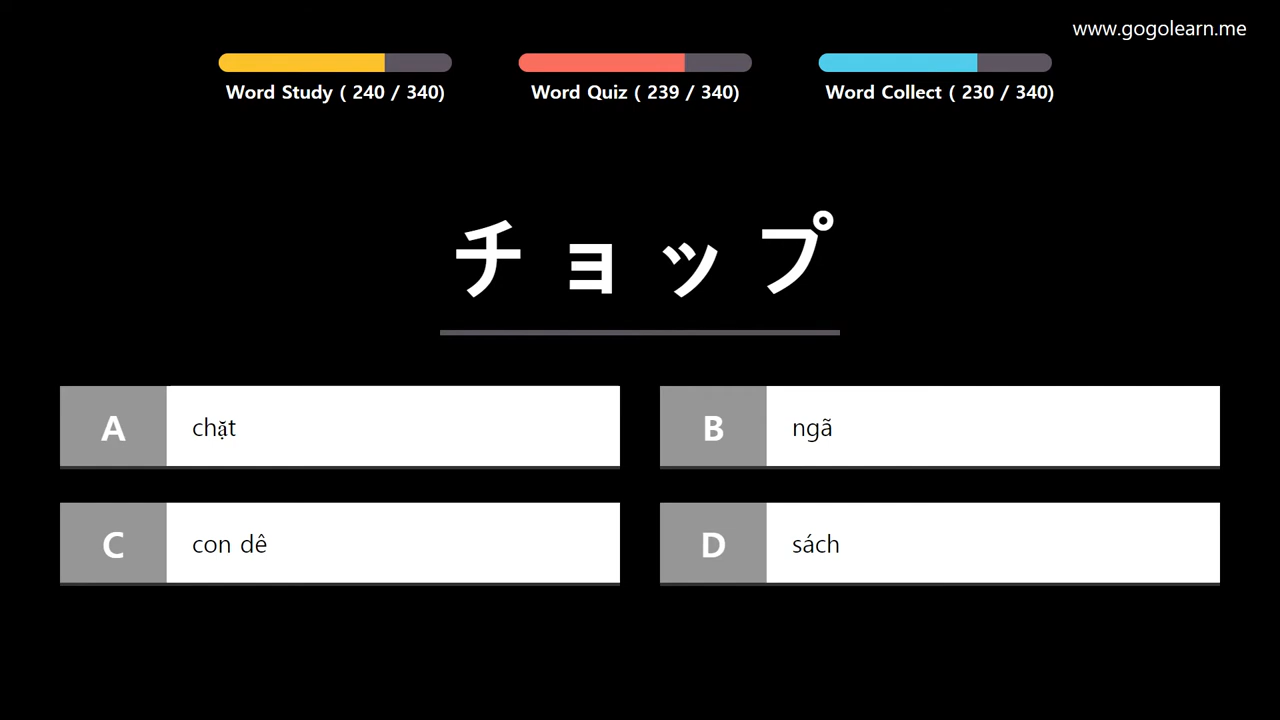 www.gogolearn.me
Word Study ( 240 / 340)
Word Quiz ( 239 / 340)
Word Collect ( 230 / 340)
チョップ
A chặt
B ngã
C con dê
D sách